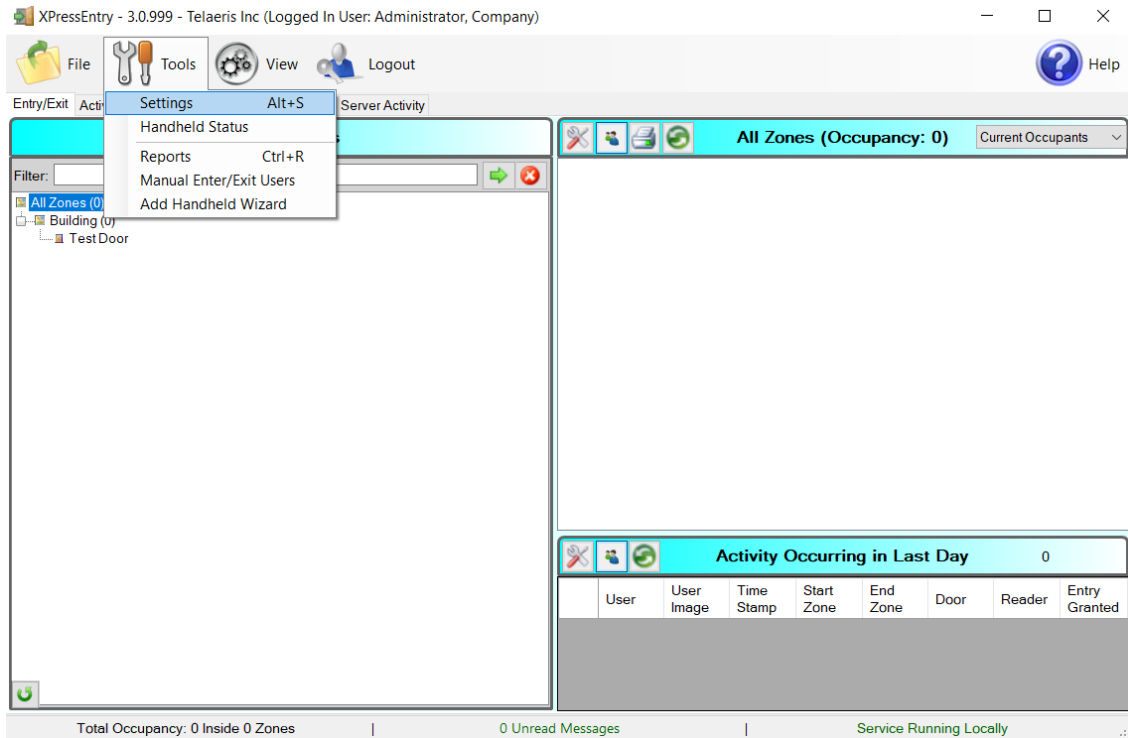 XPressEntry - 3.0.999 - Telaeris Inc (Logged In User: Administrator, Company)
File Tools View Logout Help
Entry/Exit Server Activity
Settings Alt+S
Handheld Status
Reports Ctrl+R
Manual Enter/Exit Users
Add Handheld Wizard
Filter:
All Zones (0)
Building (0)
Test Door
All Zones (Occupancy: 0) Current Occupants
Activity Occurring in Last Day 0
User User Image Time Stamp Start Zone End Zone Door Reader Entry Granted
Total Occupancy: 0 Inside 0 Zones | 0 Unread Messages | Service Running Locally